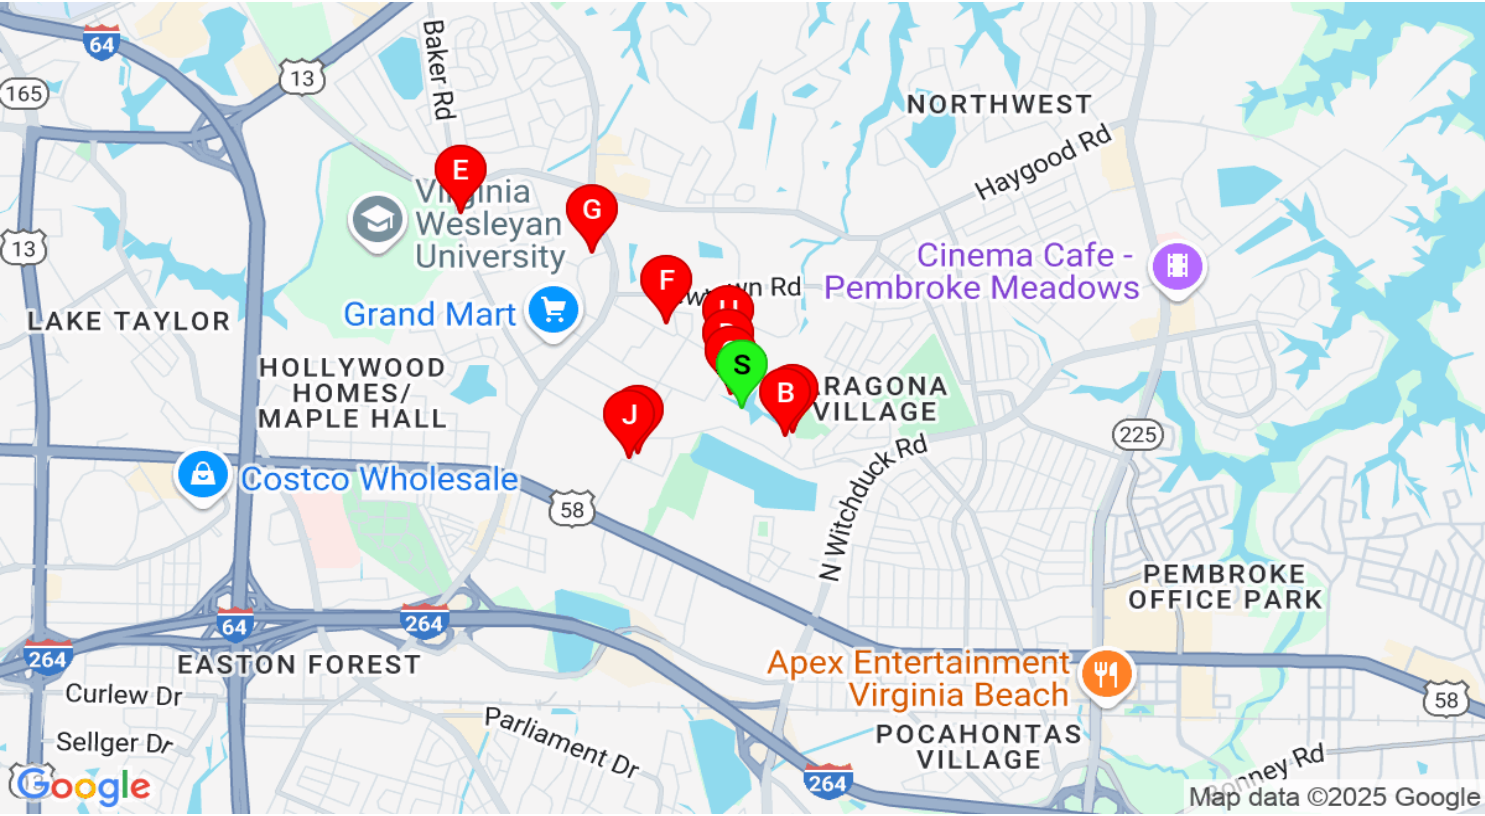 64
13
165
Baker Rd
NORTHWEST
Haygood Rd
E
Virginia
Wesleyan
University
G
13
Cinema Cafe -
Pembroke Meadows
F
Rd
Grand Mart
LAKE TAYLOR
HOLLYWOOD
HOMES/
MAPLE HALL
S
B
ARAGONA
VILLAGE
J
225
N Witchduck Rd
Costco Wholesale
58
PEMBROKE
OFFICE PARK
64
264
264
EASTON FOREST
Apex Entertainment
Virginia Beach
Curlew Dr
58
Parliament Dr
POCAHONTAS
VILLAGE
Sellger Dr
264
Google
Map data ©2025 Google